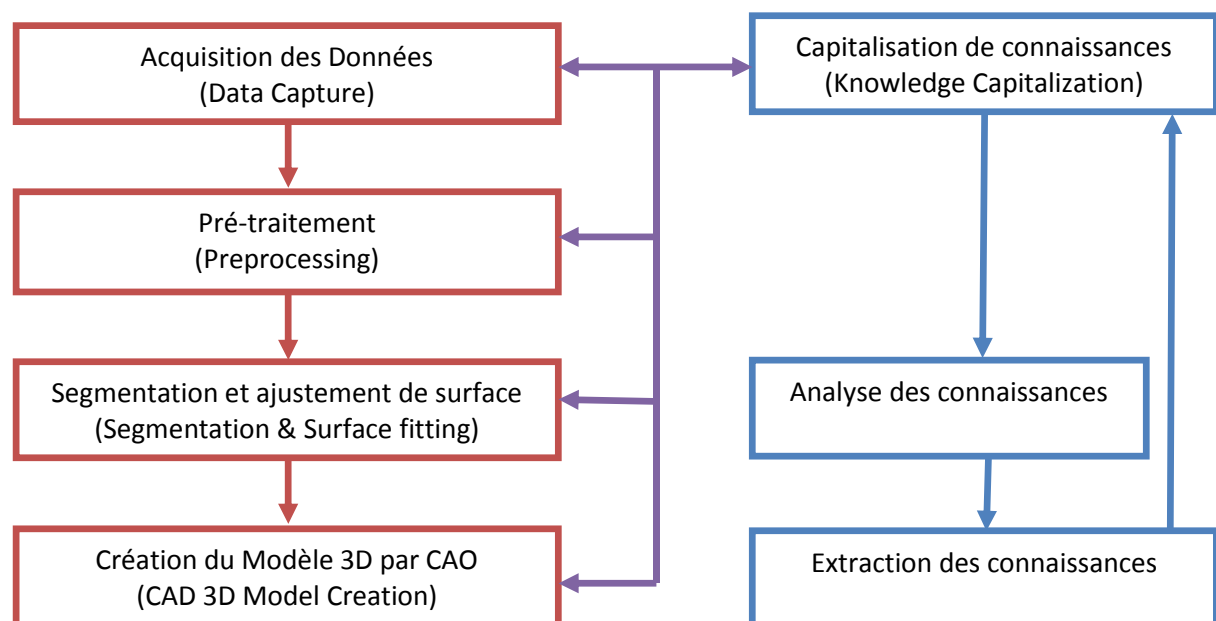 Acquisition des Données
(Data Capture)
Pré-traitement
(Preprocessing)
Segmentation et ajustement de surface
(Segmentation & Surface fitting)
Création du Modèle 3D par CAO
(CAD 3D Model Creation)
Capitalisation de connaissances
(Knowledge Capitalization)
Analyse des connaissances
Extraction des connaissances